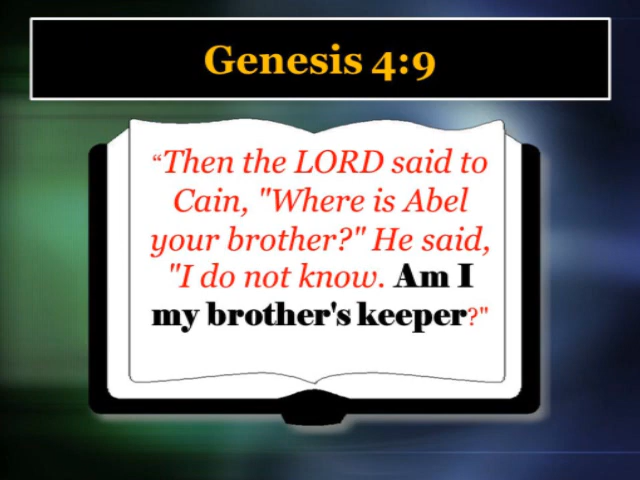 Genesis 4:9
“Then the LORD said to
Cain, "Where is Abel
your brother?" He said,
"I do not know. Am I
my brother's keeper?"